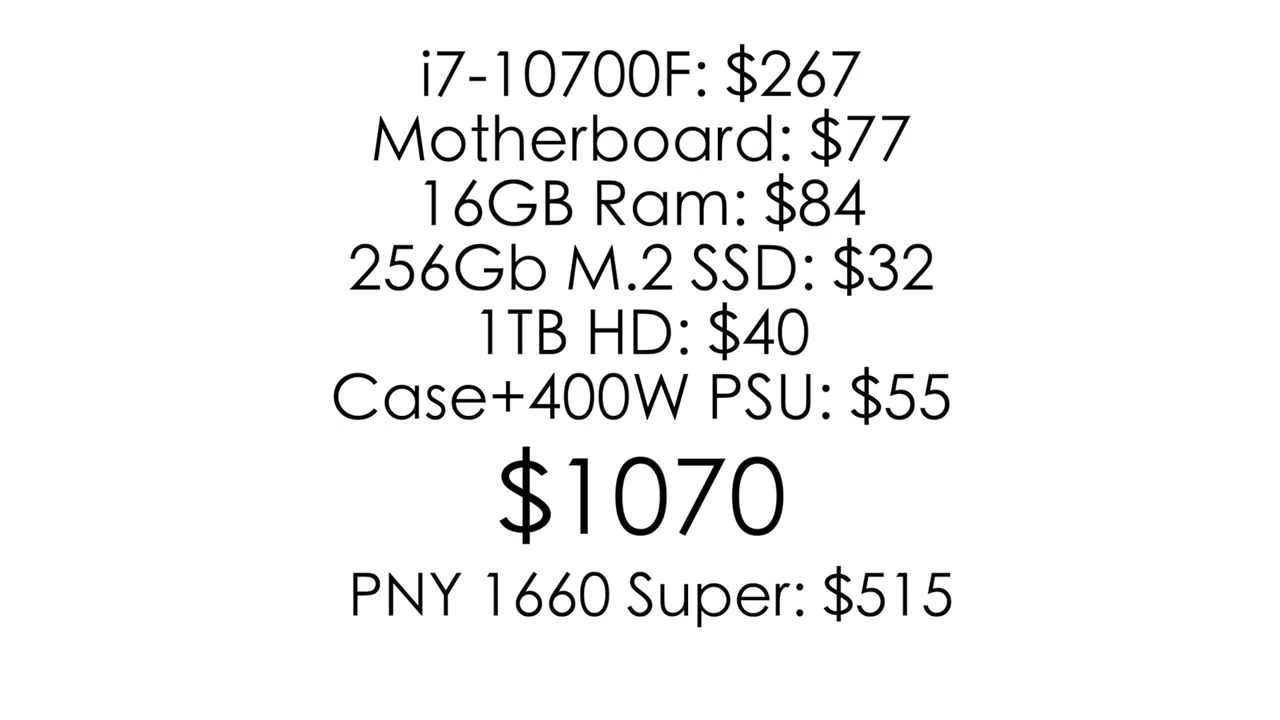 i7-10700F: $267
Motherboard: $77
16GB Ram: $84
256Gb M.2 SSD: $32
1TB HD: $40
Case+400W PSU: $55
$1070
PNY 1660 Super: $515